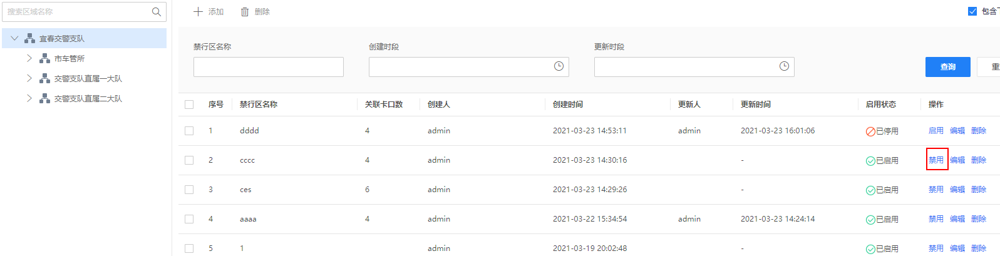 搜索区域名称
宜春交警支队
市车管所
交警支队直属一大队
交警支队直属二大队
添加 删除
包含
禁行区名称 创建时段 更新时段
查询
序号 禁行区名称 关联卡口数 创建人 创建时间 更新人 更新时间 启用状态 操作
1 dddd 4 admin 2021-03-23 14:53:11 admin 2021-03-23 16:01:06 已停用 启用 编辑 删除
2 cccc 4 admin 2021-03-23 14:30:16 - 已启用 禁用 编辑 删除
3 ces 6 admin 2021-03-23 14:29:26 - 已启用 禁用 编辑 删除
4 aaaa 4 admin 2021-03-22 15:34:54 admin 2021-03-23 14:24:14 已启用 禁用 编辑 删除
5 1 admin 2021-03-19 20:02:48 - 已启用 禁用 编辑 删除